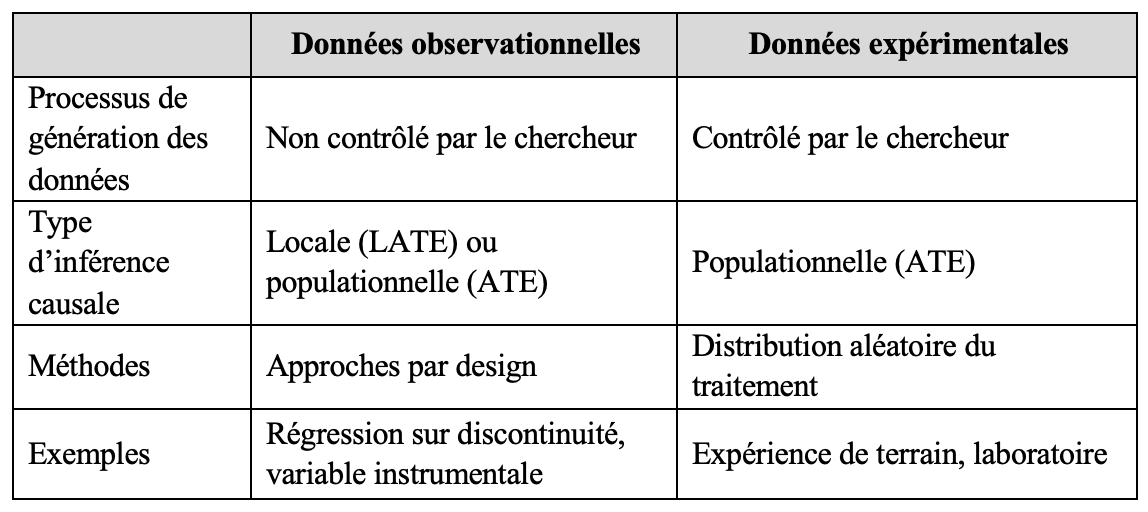 Données observationnelles
Données expérimentales
Processus de
génération des
données
Non contrôlé par le chercheur
Contrôlé par le chercheur
Type
d’inférence
causale
Locale (LATE) ou
populationnelle (ATE)
Populationnelle (ATE)
Méthodes
Approches par design
Distribution aléatoire du
traitement
Exemples
Régression sur discontinuité,
variable instrumentale
Expérience de terrain, laboratoire